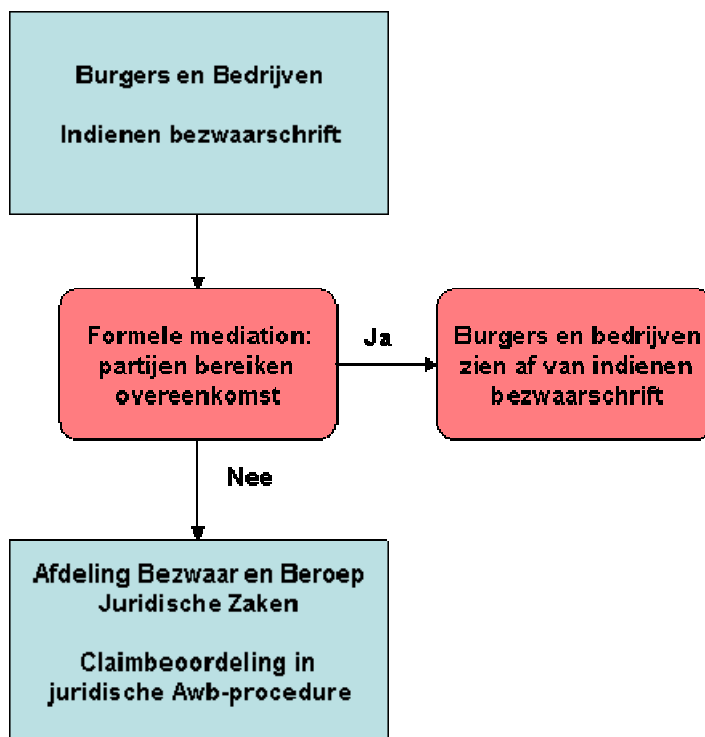 Burgers en Bedrijven
Indienen bezwaarschrift
Formele mediation:
partijen bereiken
overeenkomst
Ja
Burgers en bedrijven
zien af van indienen
bezwaarschrift
Nee
Afdeling Bezwaar en Beroep
Juridische Zaken
Claimbeoordeling in
juridische Awb-procedure